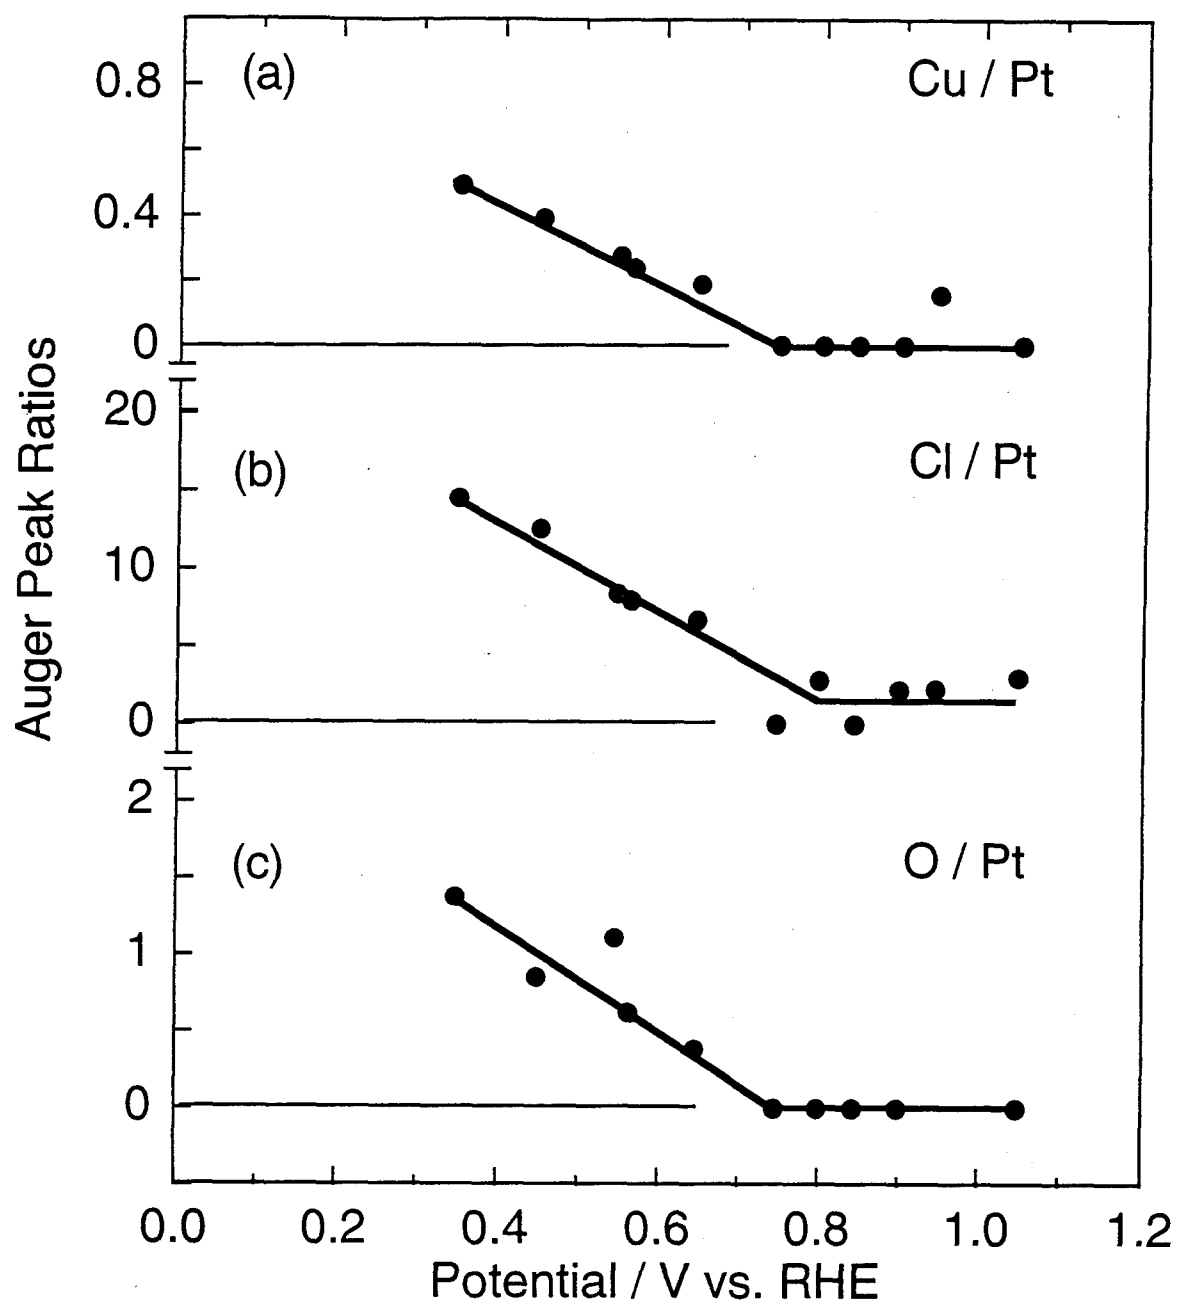 (a)
Cu / Pt
0.8
0.4
0
20
(b)
Cl / Pt
10
0
2
(c)
O / Pt
1
0
Auger Peak Ratios
0.0 0.2 0.4 0.6 0.8 1.0 1.2
Potential / V vs. RHE